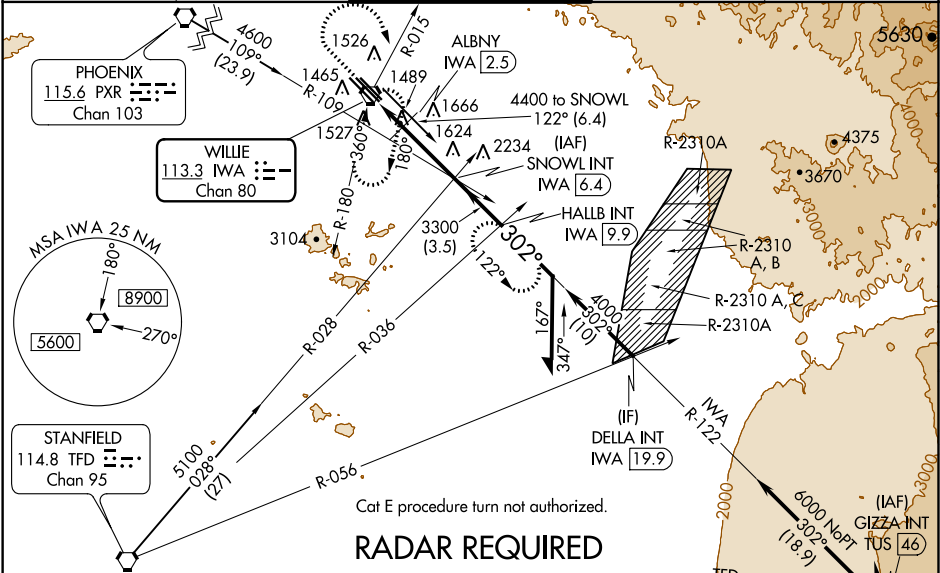 4600
109°
(23.9)
PHOENIX
115.6 PXR
Chan 103
R-109
1526
R-015
ALBNY
IWA 2.5
5630
1465
1489
1666
1527
1624
4400 to SNOWL
122° (6.4)
2234
(IAF)
SNOWL INT
IWA 6.4
WILLIE
113.3 IWA
Chan 80
360°
180°
R-180
R-2310A
4375
3670
3000
HALLB INT
IWA 9.9
3104
3300
(3.5)
302°
122°
R-2310
A, B
R-2310 A, C
R-2310A
MSA IWA 25 NM
180°
8900
5600
270°
R-028
R-036
4000
302°
(10)
167°
347°
IWA
R-122
(IF)
DELLA INT
IWA 19.9
STANFIELD
114.8 TFD
Chan 95
5100
028°
(27)
R-056
Cat E procedure turn not authorized.
RADAR REQUIRED
2000
3000
6000 NoPT
302°
(18.9)
(IAF)
GIZZA INT
TUS 46